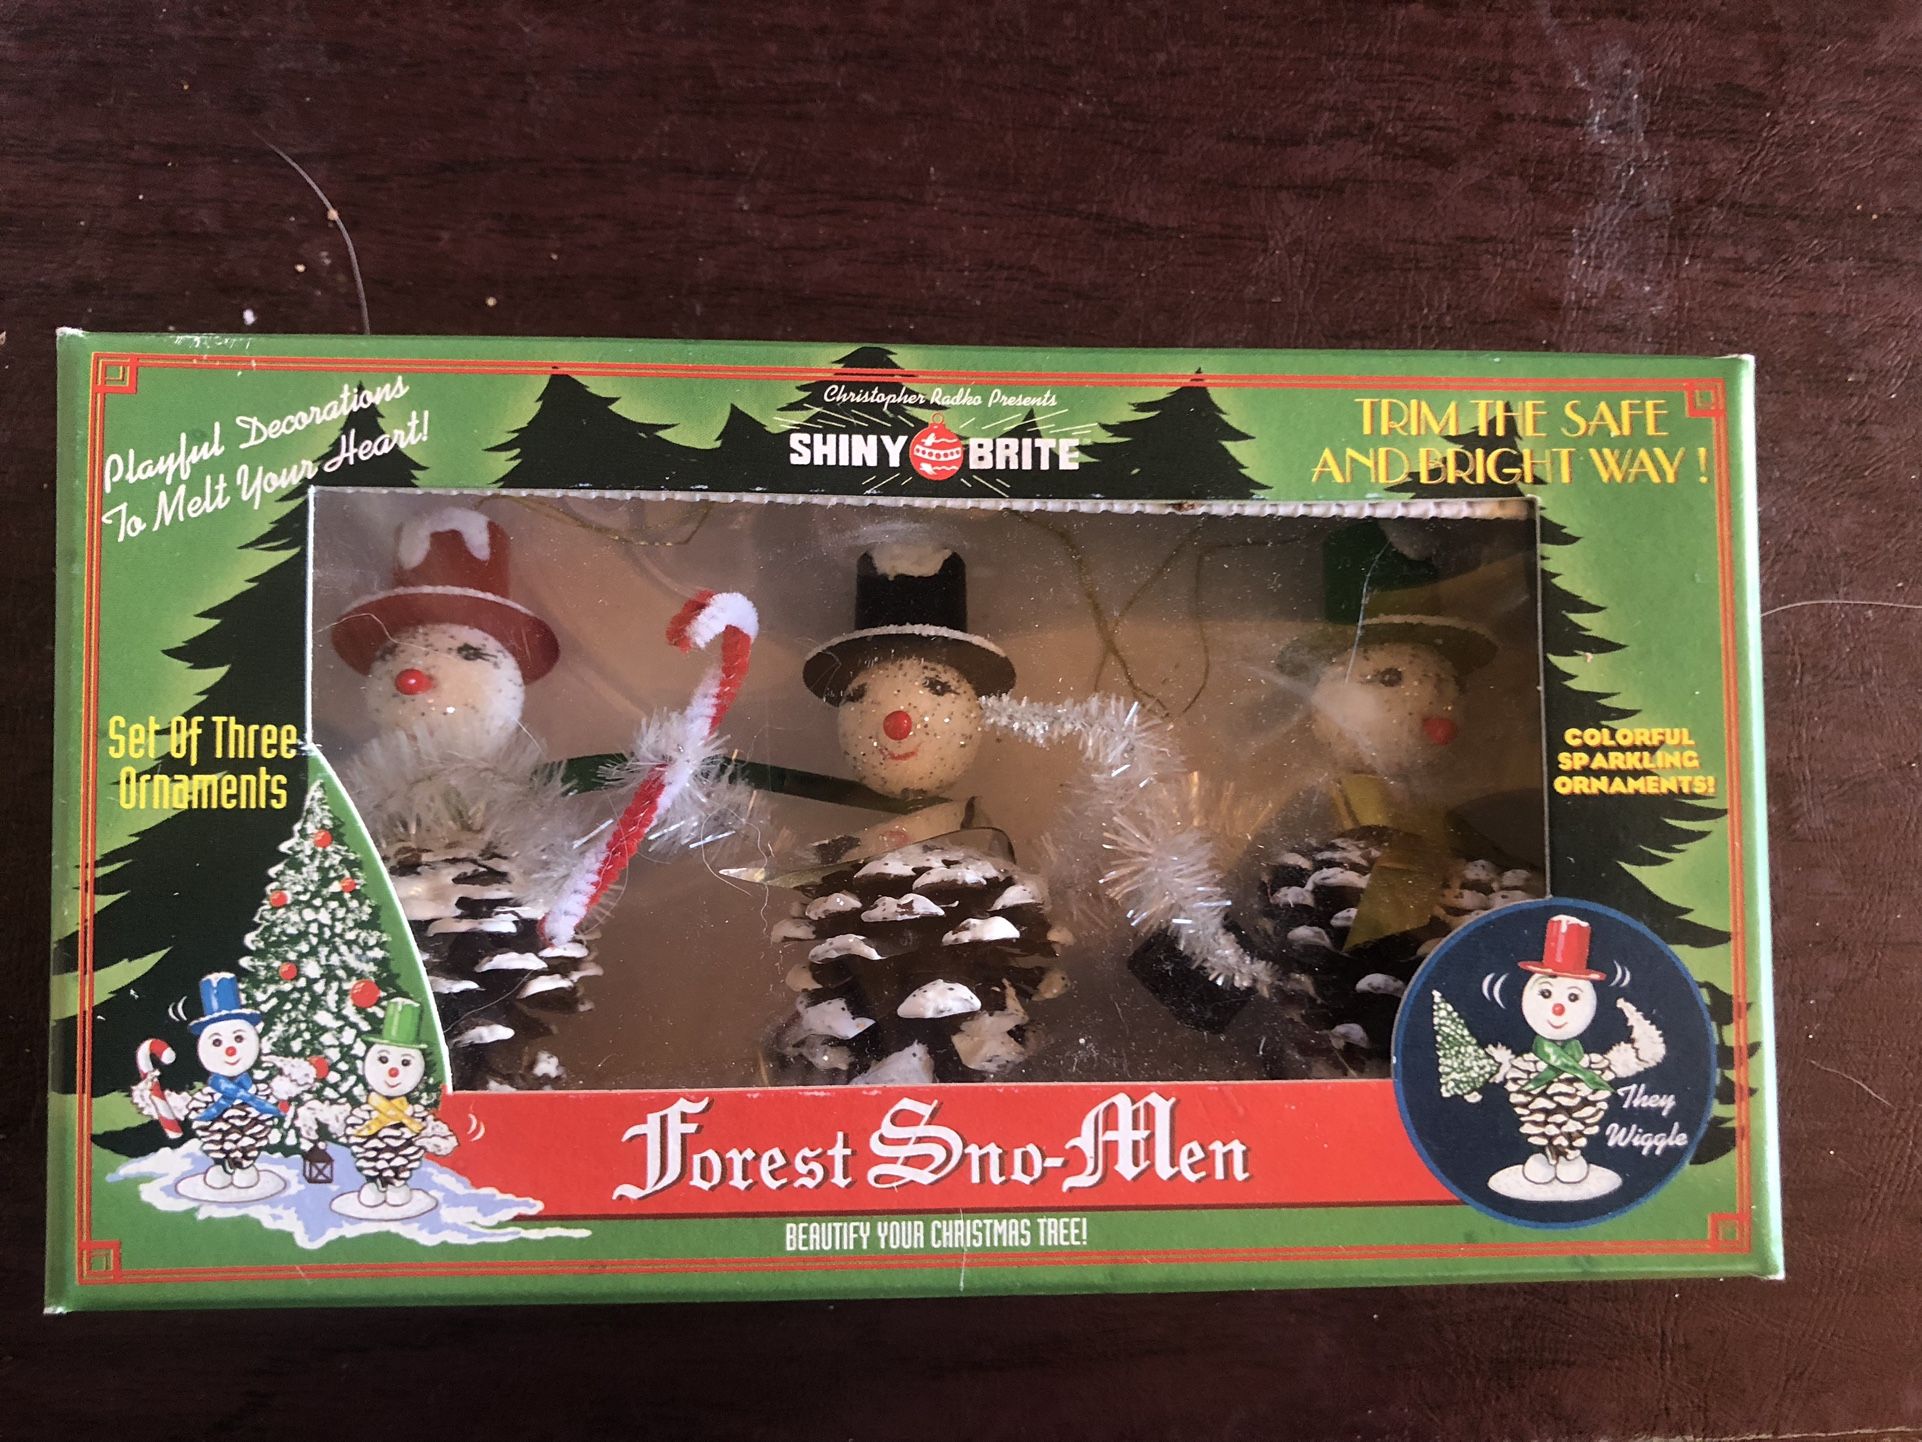 Playful Decorations
To Melt Your Heart!
Christopher Radko Presents
SHINY BRITE™
TRIM THE SAFE
AND BRIGHT WAY!
Set Of Three
Ornaments
COLORFUL
SPARKLING
ORNAMENTS!
They
Wiggle
Forest Sno-Men
BEAUTIFY YOUR CHRISTMAS TREE!